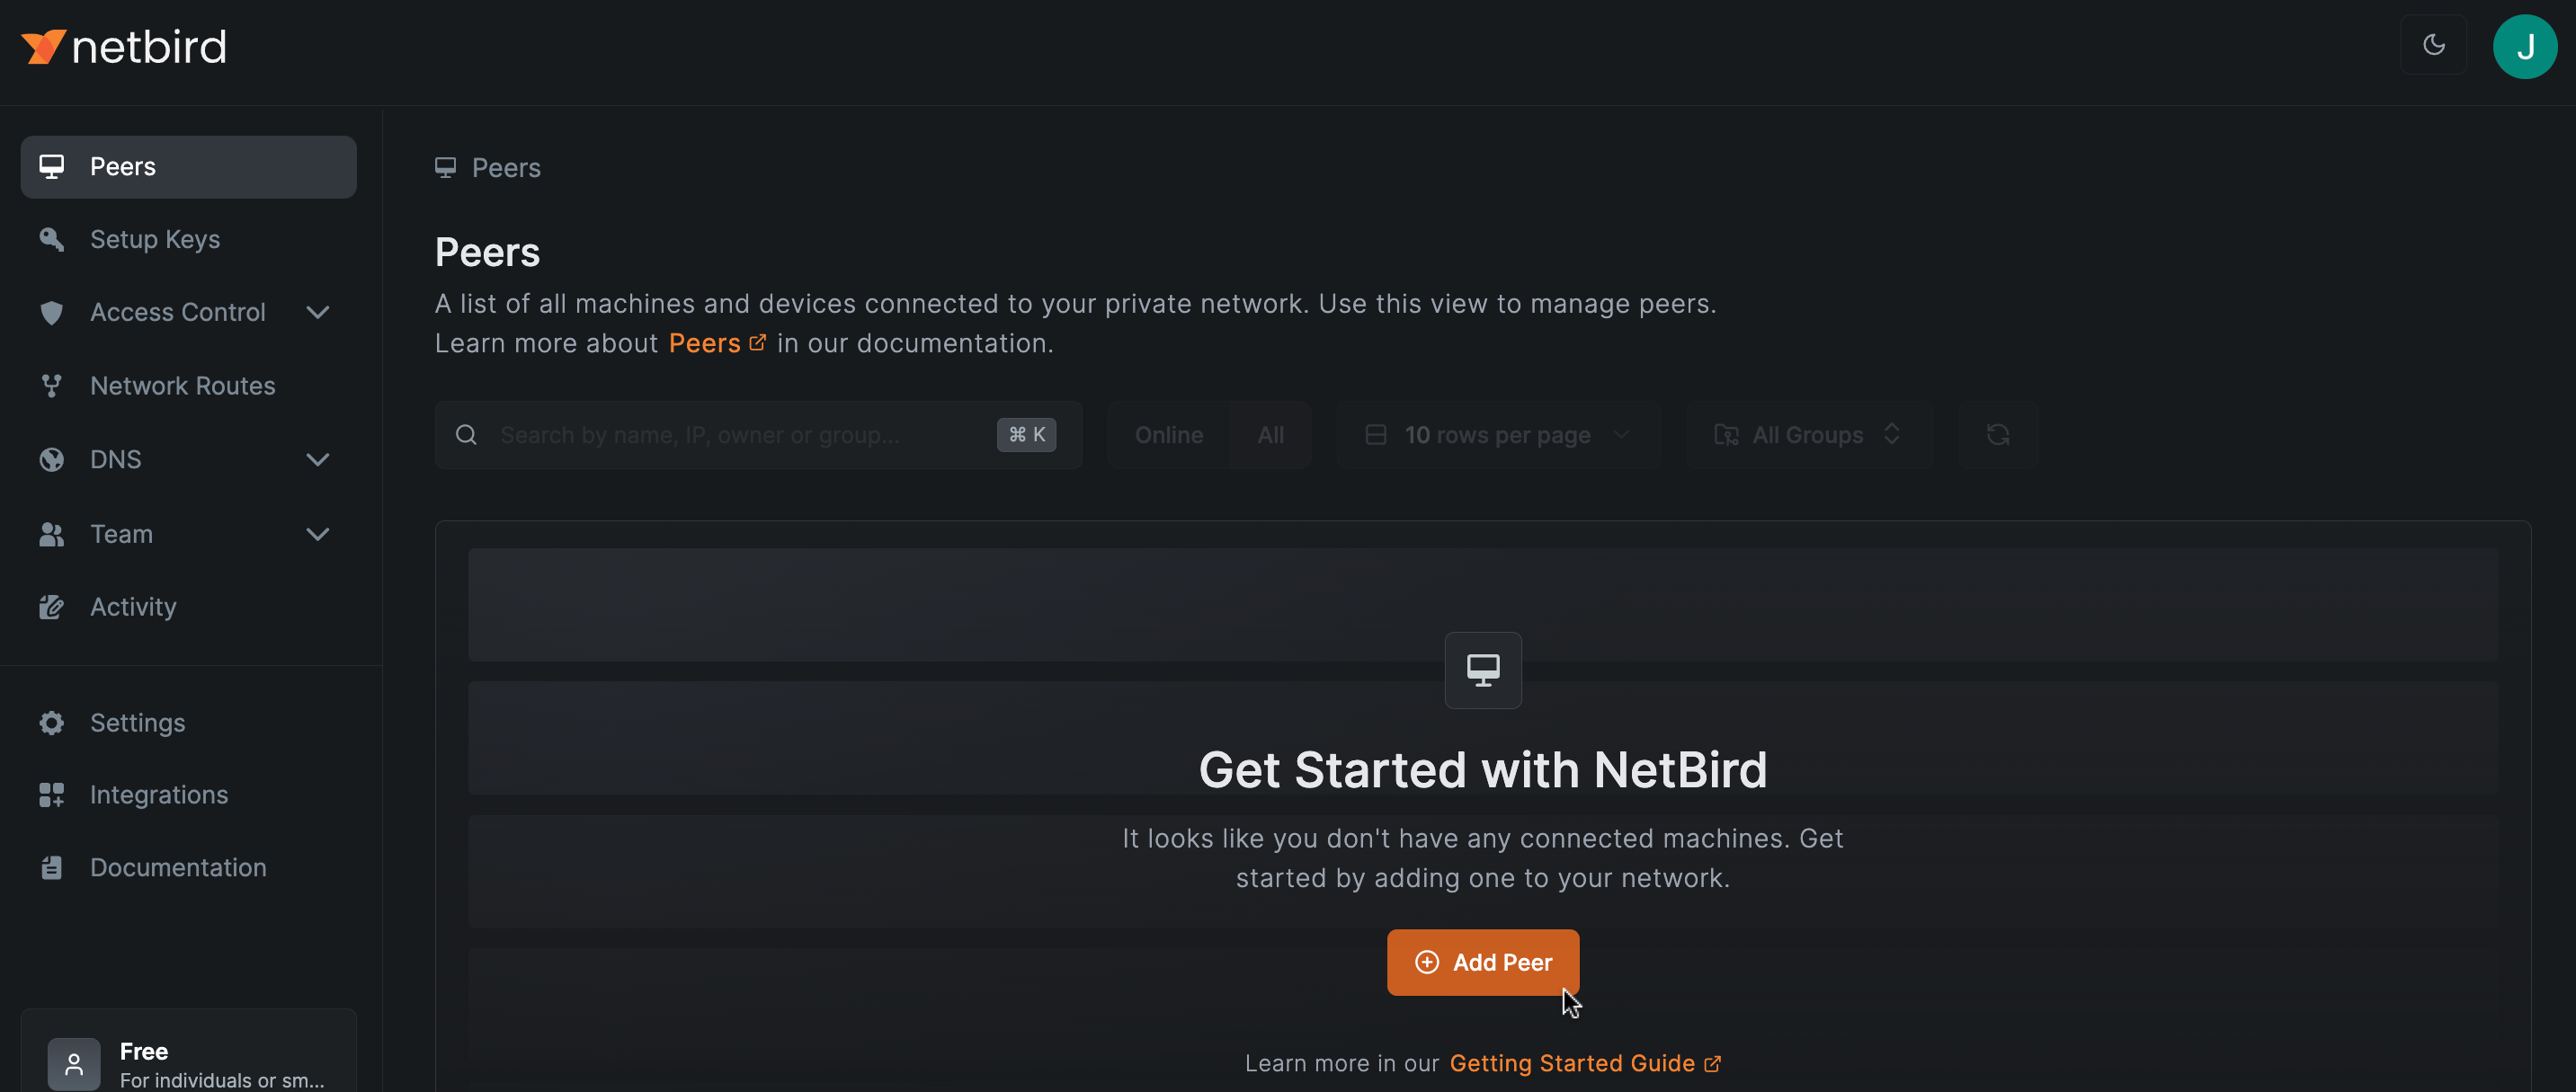 netbird
J
Peers
Setup Keys
Access Control
Network Routes
DNS
Team
Activity
Settings
Integrations
Documentation
Free
For individuals or sm...
Peers
Peers
A list of all machines and devices connected to your private network. Use this view to manage peers.
Learn more about Peers in our documentation.
Search by name, IP, owner or group... ⌘ K Online All 10 rows per page All Groups
Get Started with NetBird
It looks like you don't have any connected machines. Get
started by adding one to your network.
Add Peer
Learn more in our Getting Started Guide